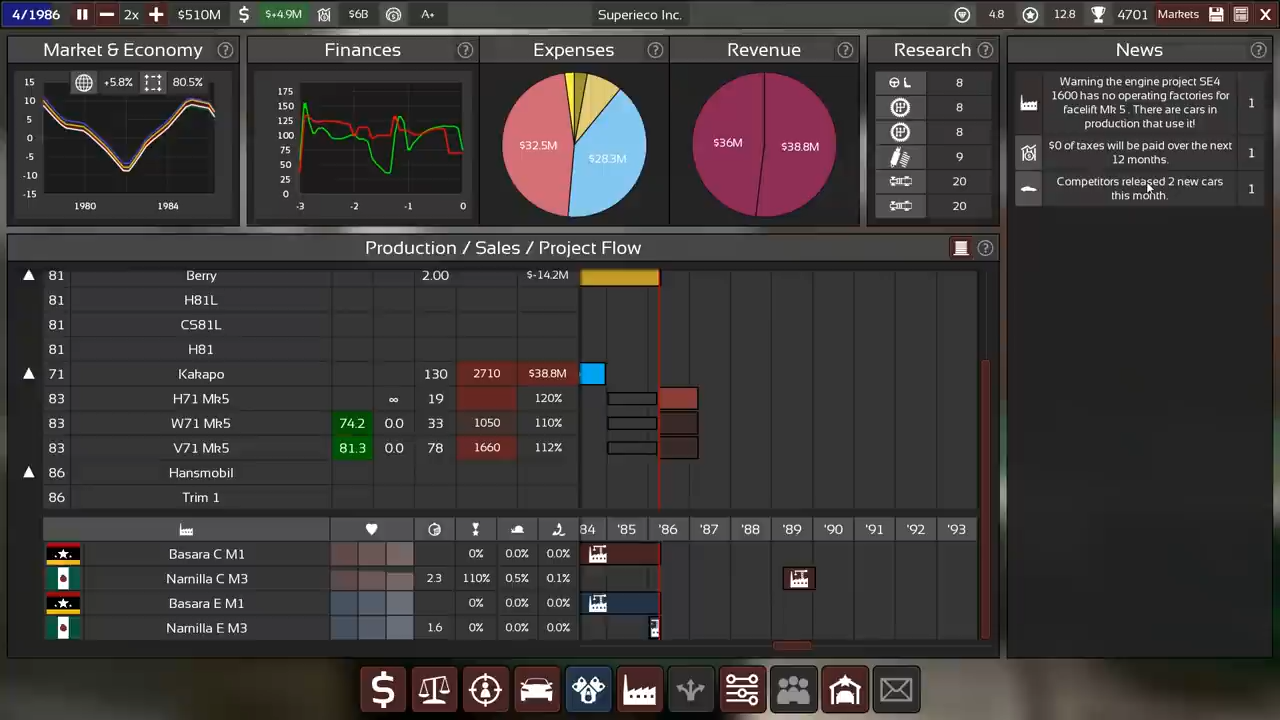 4/1986 2x $510M $ $+4.9M $6B A+ Superieco Inc. 4.8 12.8 4701 Markets X
Market & Economy ?
+5.8% 80.5%
15
10
5
0
-5
-10
-15
1980 1984
Finances ?
175
150
125
100
75
50
25
0
-3 -2 -1 0
Expenses ?
$32.5M $28.3M
Revenue ?
$36M $38.8M
Research ?
L 8
8
8
9
20
20
News ?
Warning the engine project SE4
1600 has no operating factories for
facelift Mk 5. There are cars in
production that use it!
1
$0 of taxes will be paid over the next
12 months.
1
Competitors released 2 new cars
this month.
1
Production / Sales / Project Flow ?
81 Berry 2.00 $-14.2M
81 H81L
81 CS81L
81 H81
71 Kakapo 130 2710 $38.8M
83 H71 Mk5 ∞ 19 120%
83 W71 Mk5 74.2 0.0 33 1050 110%
83 V71 Mk5 81.3 0.0 78 1660 112%
86 Hansmobil
86 Trim 1
84 '85 '86 '87 '88 '89 '90 '91 '92 '93
Basara C M1 0% 0.0% 0.0%
Narnilla C M3 2.3 110% 0.5% 0.1%
Basara E M1 0% 0.0% 0.0%
Narnilla E M3 1.6 0% 0.0% 0.0%
$